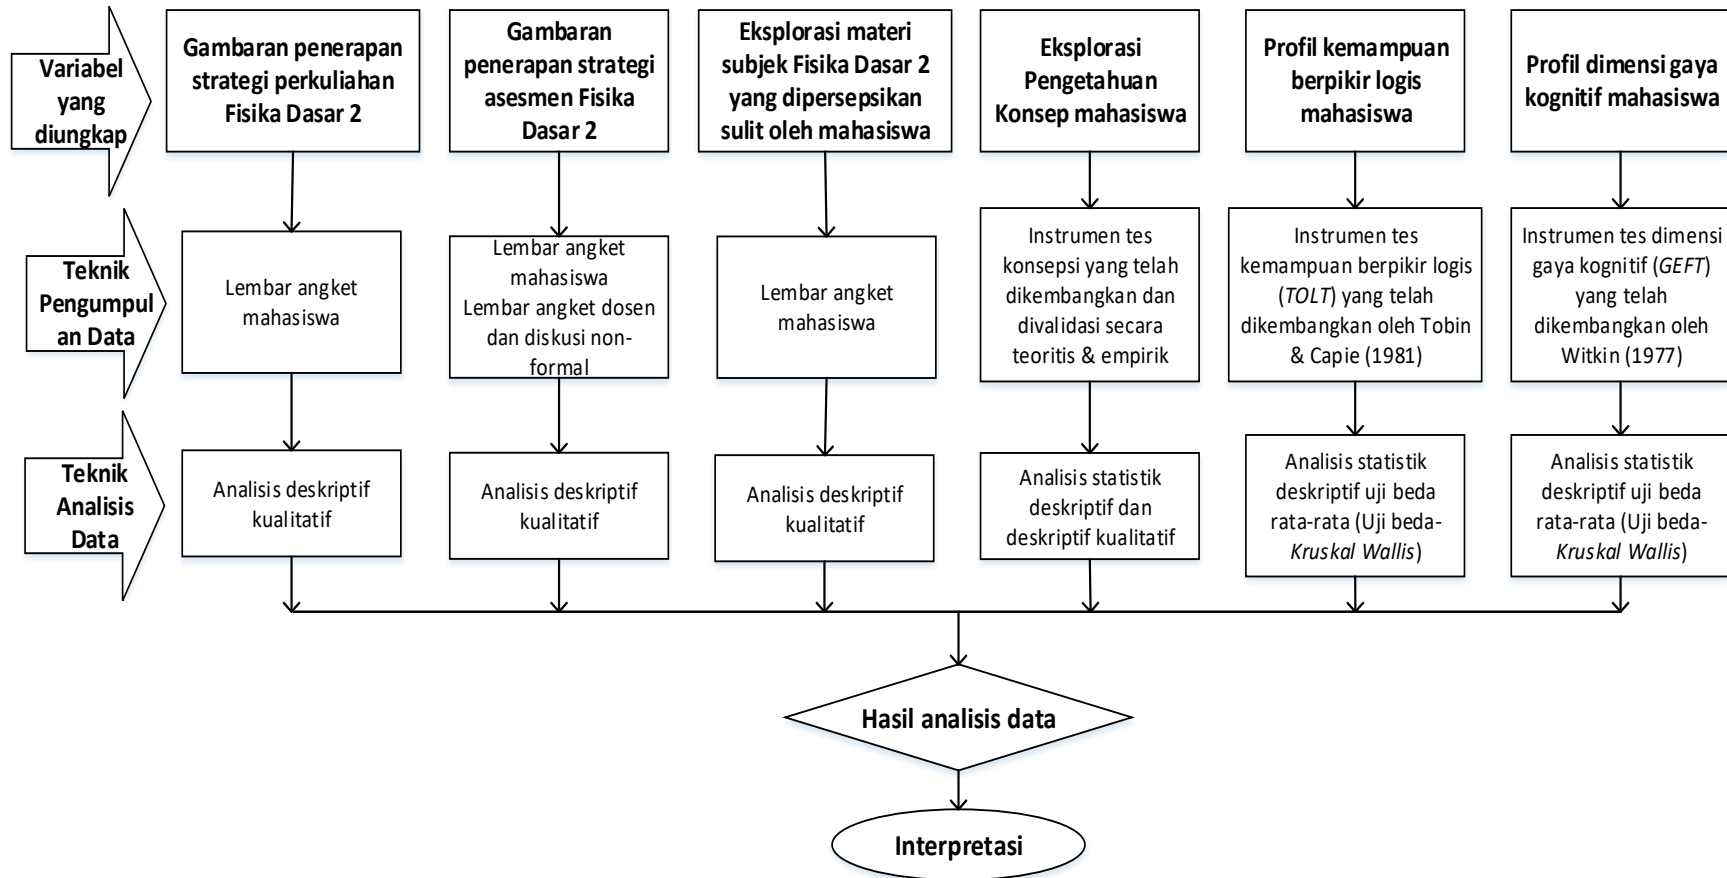 Variabel
yang
diungkap
Gambaran penerapan
strategi perkuliahan
Fisika Dasar 2
Gambaran
penerapan strategi
asesmen Fisika
Dasar 2
Eksplorasi materi
subjek Fisika Dasar 2
yang dipersepsikan
sulit oleh mahasiswa
Eksplorasi
Pengetahuan
Konsep mahasiswa
Profil kemampuan
berpikir logis
mahasiswa
Profil dimensi gaya
kognitif mahasiswa
Teknik
Pengumpul
an Data
Lembar angket
mahasiswa
Lembar angket
mahasiswa
Lembar angket dosen
dan diskusi non-
formal
Lembar angket
mahasiswa
Instrumen tes
konsepsi yang telah
dikembangkan dan
divalidasi secara
teoritis & empirik
Instrumen tes
kemampuan berpikir logis
(TOLT) yang telah
dikembangkan oleh Tobin
& Capie (1981)
Instrumen tes dimensi
gaya kognitif (GEFT)
yang telah
dikembangkan oleh
Witkin (1977)
Teknik
Analisis
Data
Analisis deskriptif
kualitatif
Analisis deskriptif
kualitatif
Analisis deskriptif
kualitatif
Analisis statistik
deskriptif dan
deskriptif kualitatif
Analisis statistik
deskriptif uji beda
rata-rata (Uji beda-
Kruskal Wallis)
Analisis statistik
deskriptif uji beda
rata-rata (Uji beda-
Kruskal Wallis)
Hasil analisis data
Interpretasi